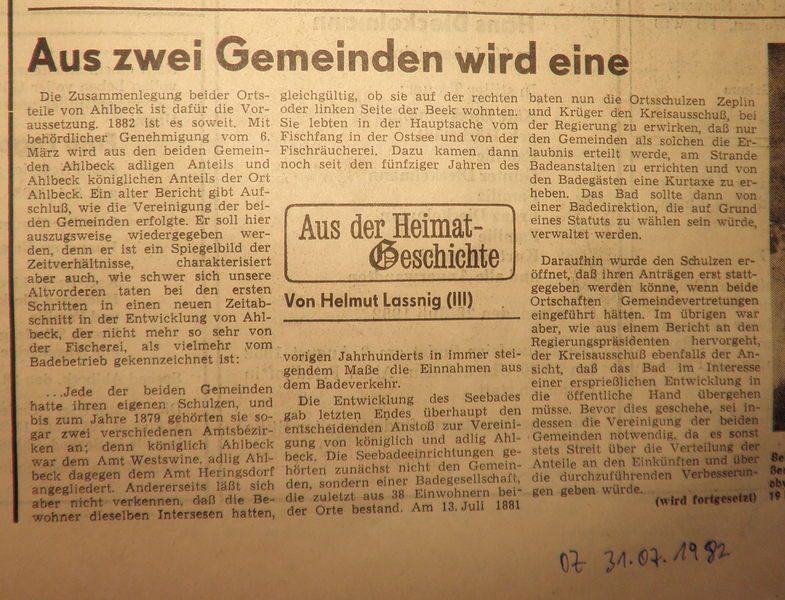 Aus zwei Gemeinden wird eine
Die Zusammenlegung beider Orts-
teile von Ahlbeck ist dafür die Vor-
aussetzung. 1882 ist es soweit. Mit
behördlicher Genehmigung vom 6.
März wird aus den beiden Gemein-
den Ahlbeck adligen Anteils und
Ahlbeck königlichen Anteils der Ort
Ahlbeck. Ein alter Bericht gibt Auf-
schluß, wie die Vereinigung der bei-
den Gemeinden erfolgte. Er soll hier
auszugsweise wiedergegeben wer-
den, denn er ist ein Spiegelbild der
Zeitverhältnisse, charakterisiert
aber auch, wie schwer sich unsere
Altvorderen taten bei den ersten
Schritten in einen neuen Zeitab-
schnitt in der Entwicklung von Ahl-
beck, der nicht mehr so sehr von
der Fischerei, als vielmehr vom
Badebetrieb gekennzeichnet ist:
...Jede der beiden Gemeinden
hatte ihren eigenen Schulzen, und
bis zum Jahre 1879 gehörten sie so-
gar zwei verschiedenen Amtsbezir-
ken an; denn königlich Ahlbeck
war dem Amt Westswine, adlig Ahl-
beck dagegen dem Amt Heringsdorf
angegliedert. Andererseits läßt sich
aber nicht verkennen, daß die Be-
wohner dieselben Intersesen hatten,
gleichgültig, ob sie auf der rechten
oder linken Seite der Beek wohnten.
Sie lebten in der Hauptsache vom
Fischfang in der Ostsee und von der
Fischräucherei. Dazu kamen dann
noch seit den fünfziger Jahren des
Aus der Heimat-
Geschichte
Von Helmut Lassnig (III)
vorigen Jahrhunderts in immer stei-
gendem Maße die Einnahmen aus
dem Badeverkehr.
Die Entwicklung des Seebades
gab letzten Endes überhaupt den
entscheidenden Anstoß zur Vereini-
gung von königlich und adlig Ahl-
beck. Die Seebadeeinrichtungen ge-
hörten zunächst nicht den Gemein-
den, sondern einer Badegesellschaft,
die zuletzt aus 38 Einwohnern bei-
der Orte bestand. Am 13. Juli 1881
baten nun die Ortsschulzen Zeplin
und Krüger den Kreisausschuß, bei
der Regierung zu erwirken, daß nur
den Gemeinden als solchen die Er-
laubnis erteilt werde, am Strande
Badeanstalten zu errichten und von
den Badegästen eine Kurtaxe zu er-
heben. Das Bad sollte dann von
einer Badedirektion, die auf Grund
eines Statuts zu wählen sein würde,
verwaltet werden.
Daraufhin wurde den Schulzen er-
öffnet, daß ihren Anträgen erst statt-
gegeben werden könne, wenn beide
Ortschaften Gemeindevertretungen
eingeführt hätten. Im übrigen war
aber, wie aus einem Bericht an den
Regierungspräsidenten hervorgeht,
der Kreisausschuß ebenfalls der An-
sicht, daß das Bad im Interesse
einer ersprießlichen Entwicklung in
die öffentliche Hand übergehen
müsse. Bevor dies geschehe, sei in-
dessen die Vereinigung der beiden
Gemeinden notwendig, da es sonst
stets Streit über die Verteilung der
Anteile an den Einkünften und über
die durchzuführenden Verbesserun-
gen geben würde.
(wird fortgesetzt)
OZ 31.07.1982